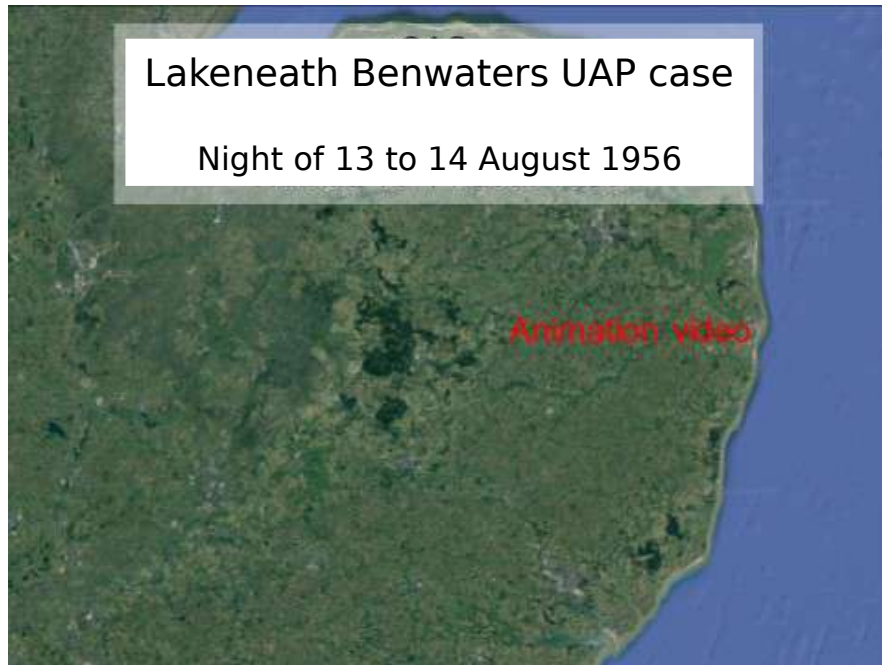 Lakeneath Benwaters UAP case
Night of 13 to 14 August 1956
Animation video